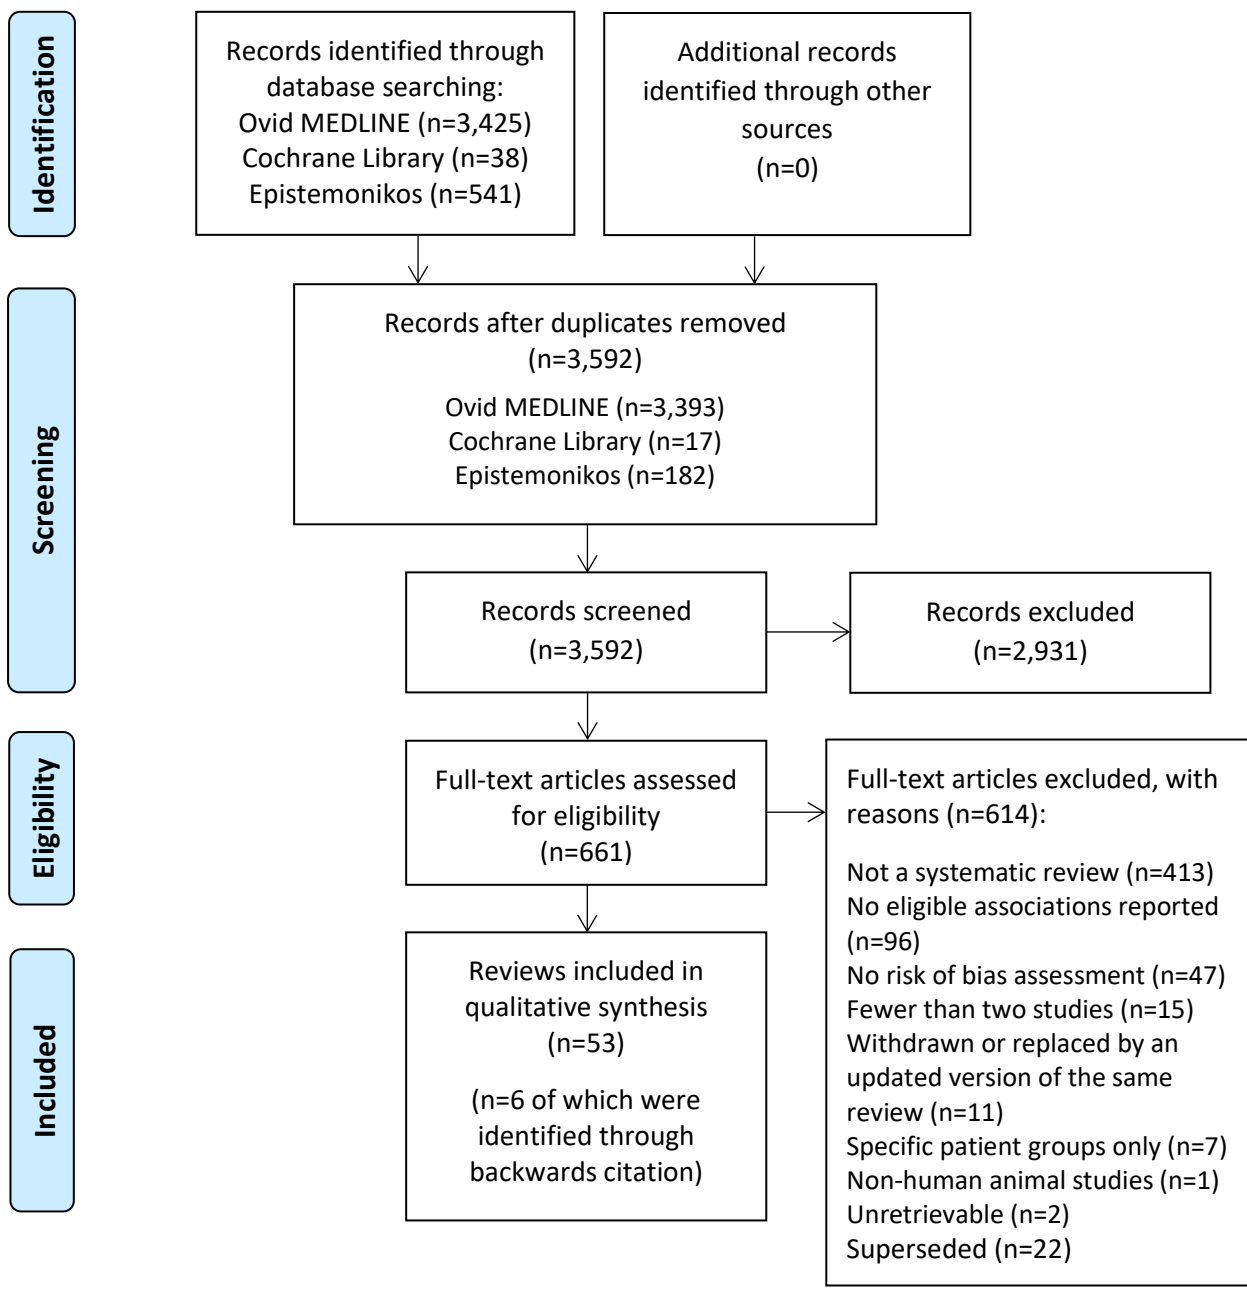 Identification
Records identified through
database searching:
Ovid MEDLINE (n=3,425)
Cochrane Library (n=38)
Epistemonikos (n=541)
Additional records
identified through other
sources
(n=0)
Screening
Records after duplicates removed
(n=3,592)
Ovid MEDLINE (n=3,393)
Cochrane Library (n=17)
Epistemonikos (n=182)
Records screened
(n=3,592)
Records excluded
(n=2,931)
Eligibility
Full-text articles assessed
for eligibility
(n=661)
Full-text articles excluded, with
reasons (n=614):
Not a systematic review (n=413)
No eligible associations reported
(n=96)
No risk of bias assessment (n=47)
Fewer than two studies (n=15)
Withdrawn or replaced by an
updated version of the same
review (n=11)
Specific patient groups only (n=7)
Non-human animal studies (n=1)
Unretrievable (n=2)
Superseded (n=22)
Included
Reviews included in
qualitative synthesis
(n=53)
(n=6 of which were
identified through
backwards citation)